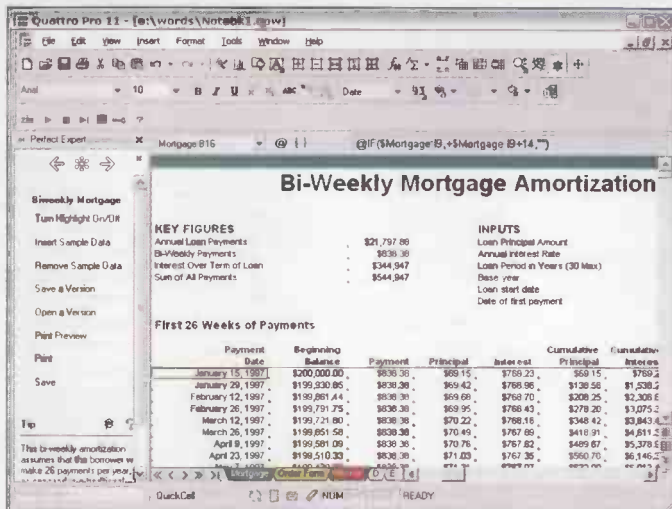 Quattro Pro 11 - [e:\words\Notebk1.qpw]
File Edit View Insert Format Tools Window Help
Arial 10 B I U abc Date
Perfect Expert
Mortgage:B16 @ { } @IF($Mortgage:I9,+$Mortgage:I9+14,"")
Biweekly Mortgage
Turn Highlight On/Off
Insert Sample Data
Remove Sample Data
Save a Version
Open a Version
Print Preview
Print
Save
Tip
This bi-weekly amortization
assumes that the borrower w
make 26 payments per year,
Bi-Weekly Mortgage Amortization
KEY FIGURES
Annual Loan Payments $21,797.88
Bi-Weekly Payments $838.38
Interest Over Term of Loan $344,947
Sum of All Payments $544,947
INPUTS
Loan Principal Amount
Annual Interest Rate
Loan Period in Years (30 Max)
Base year
Loan start date
Date of first payment
First 26 Weeks of Payments
Payment Beginning Cumulative Cumulative
Date Balance Payment Principal Interest Principal Interes
January 15, 1997 $200,000.00 $838.38 $69.15 $769.23 $69.15 $769.2
January 29, 1997 $199,930.85 $838.38 $69.42 $768.96 $138.56 $1,538.2
February 12, 1997 $199,861.44 $838.38 $69.68 $768.70 $208.25 $2,306.8
February 26, 1997 $199,791.75 $838.38 $69.95 $768.43 $278.20 $3,075.3
March 12, 1997 $199,721.80 $838.38 $70.22 $768.16 $348.42 $3,843.4
March 26, 1997 $199,651.58 $838.38 $70.49 $767.89 $418.91 $4,611.3
April 9, 1997 $199,581.09 $838.38 $70.76 $767.62 $489.67 $5,378.9
April 23, 1997 $199,510.33 $838.38 $71.03 $767.35 $560.70 $6,146.2
Mortgage Order Form D E
QuickCell NUM READY